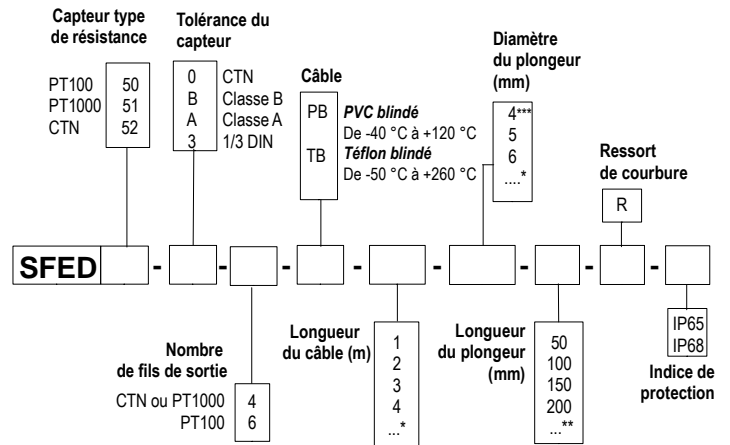 Capteur type
de résistance
PT100 50
PT1000 51
CTN 52
Tolérance du
capteur
0 CTN
B Classe B
A Classe A
3 1/3 DIN
Câble
PB PVC blindé
De -40 °C à +120 °C
TB Téflon blindé
De -50 °C à +260 °C
Diamètre
du plongeur
(mm)
4***
5
6
....*
Ressort
de courbure
R
SFED - - - - - - - -
Nombre
de fils de sortie
CTN ou PT1000 4
PT100 6
Longueur
du câble (m)
1
2
3
4
...*
Longueur
du plongeur
(mm)
50
100
150
200
...**
IP65
IP68
Indice de
protection